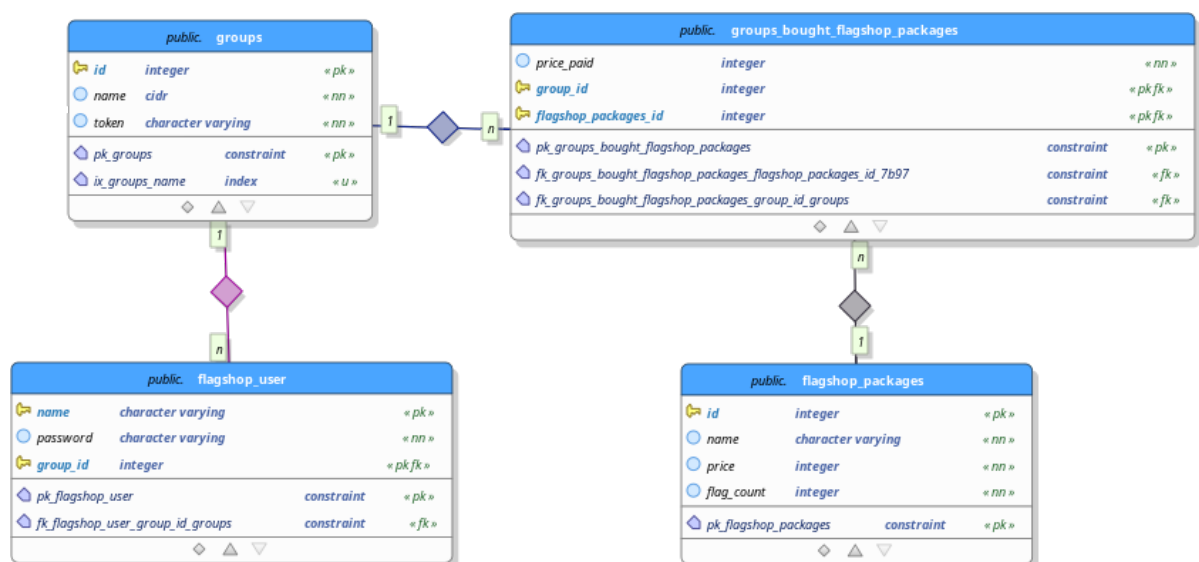 public. groups
id integer «pk»
name cidr «nn»
token character varying «nn»
pk_groups constraint «pk»
ix_groups_name index «u»
public. groups_bought_flagshop_packages
price_paid integer «nn»
group_id integer «pk fk»
flagshop_packages_id integer «pk fk»
pk_groups_bought_flagshop_packages constraint «pk»
fk_groups_bought_flagshop_packages_flagshop_packages_id_7b97 constraint «fk»
fk_groups_bought_flagshop_packages_group_id_groups constraint «fk»
1
n
1
n
n
1
public. flagshop_user
name character varying «pk»
password character varying «nn»
group_id integer «pk fk»
pk_flagshop_user constraint «pk»
fk_flagshop_user_group_id_groups constraint «fk»
public. flagshop_packages
id integer «pk»
name character varying «nn»
price integer «nn»
flag_count integer «nn»
pk_flagshop_packages constraint «pk»